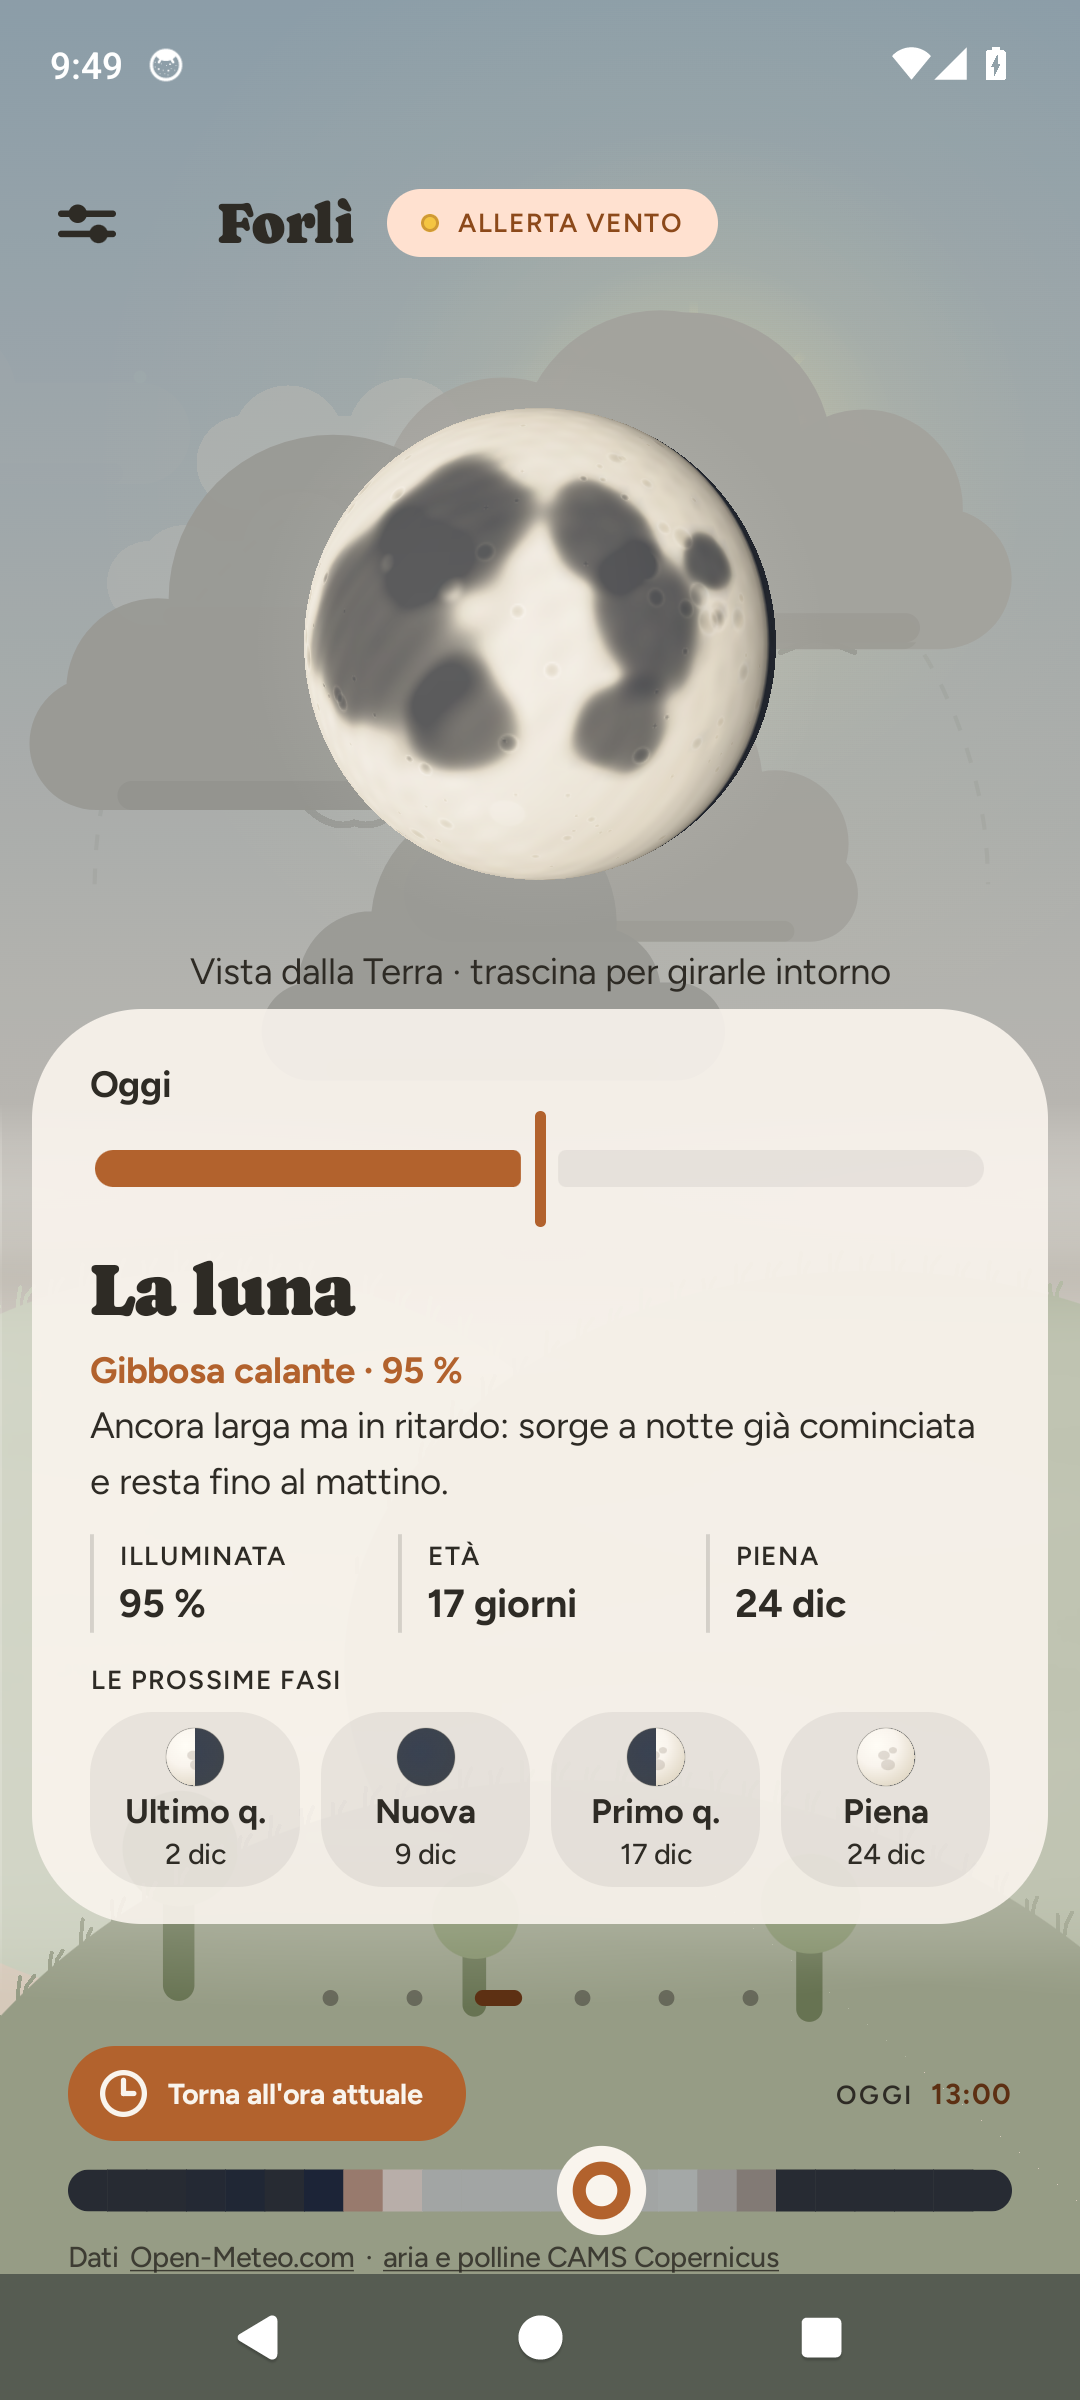 9:49
Forlì
ALLERTA VENTO
Vista dalla Terra · trascina per girarle intorno
Oggi
La luna
Gibbosa calante · 95 %
Ancora larga ma in ritardo: sorge a notte già cominciata
e resta fino al mattino.
ILLUMINATA ETÀ PIENA
95 % 17 giorni 24 dic
LE PROSSIME FASI
Ultimo q. Nuova Primo q. Piena
2 dic 9 dic 17 dic 24 dic
Torna all'ora attuale OGGI 13:00
Dati Open-Meteo.com · aria e polline CAMS Copernicus